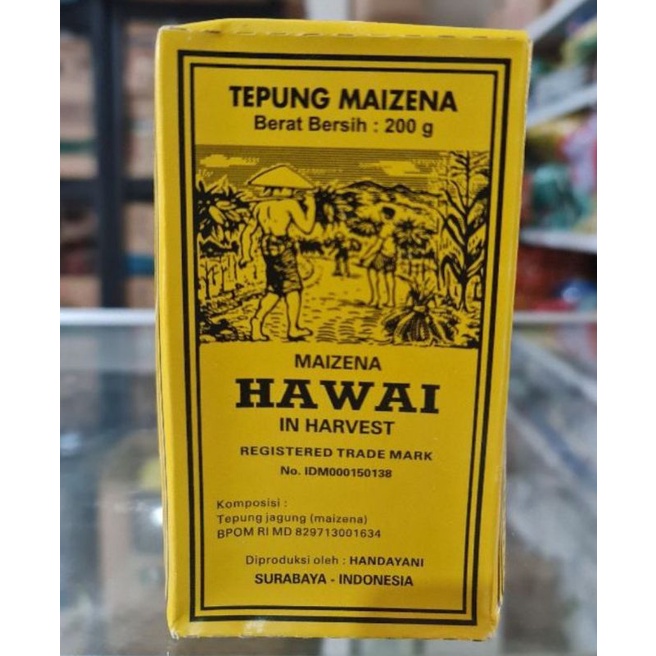 TEPUNG MAIZENA
Berat Bersih : 200 g
MAIZENA
HAWAI
IN HARVEST
REGISTERED TRADE MARK
No. IDM000150138
Komposisi :
Tepung jagung (maizena)
BPOM RI MD 829713001634
Diproduksi oleh : HANDAYANI
SURABAYA - INDONESIA